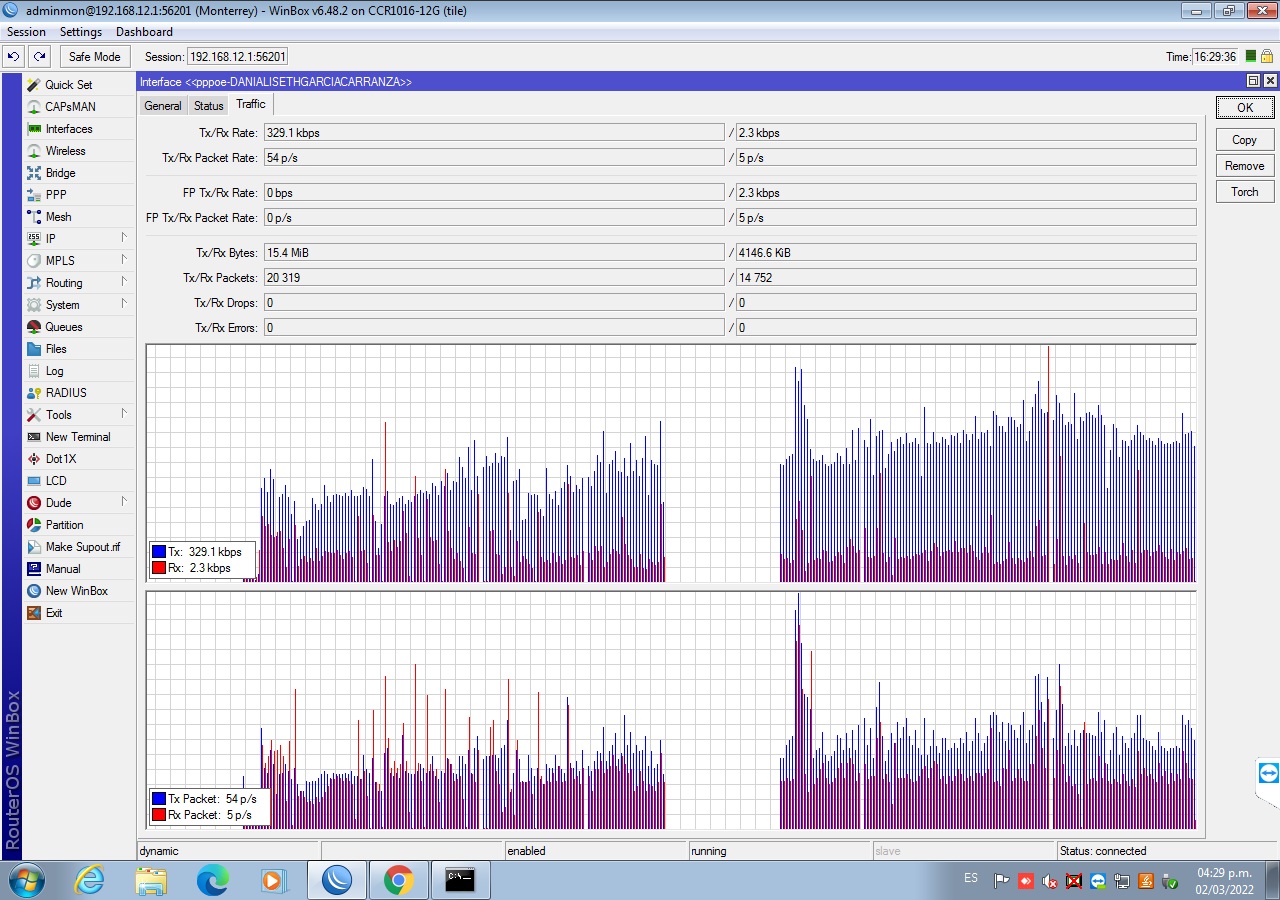 adminmon@192.168.12.1:56201 (Monterrey) - WinBox v6.48.2 on CCR1016-12G (tile)
Session Settings Dashboard
Safe Mode Session: 192.168.12.1:56201 Time: 16:29:36
Quick Set
CAPsMAN
Interfaces
Wireless
Bridge
PPP
Mesh
IP
MPLS
Routing
System
Queues
Files
Log
RADIUS
Tools
New Terminal
Dot1X
LCD
Dude
Partition
Make Supout.rif
Manual
New WinBox
Exit
RouterOS WinBox
Interface <<pppoe-DANIALISETHGARCIACARRANZA>>
General Status Traffic
Tx/Rx Rate: 329.1 kbps / 2.3 kbps
Tx/Rx Packet Rate: 54 p/s / 5 p/s
FP Tx/Rx Rate: 0 bps / 2.3 kbps
FP Tx/Rx Packet Rate: 0 p/s / 5 p/s
Tx/Rx Bytes: 15.4 MiB / 4146.6 KiB
Tx/Rx Packets: 20 319 / 14 752
Tx/Rx Drops: 0 / 0
Tx/Rx Errors: 0 / 0
Tx: 329.1 kbps
Rx: 2.3 kbps
Tx Packet: 54 p/s
Rx Packet: 5 p/s
OK
Copy
Remove
Torch
dynamic enabled running slave Status: connected
C:\.
ES
04:29 p.m.
02/03/2022